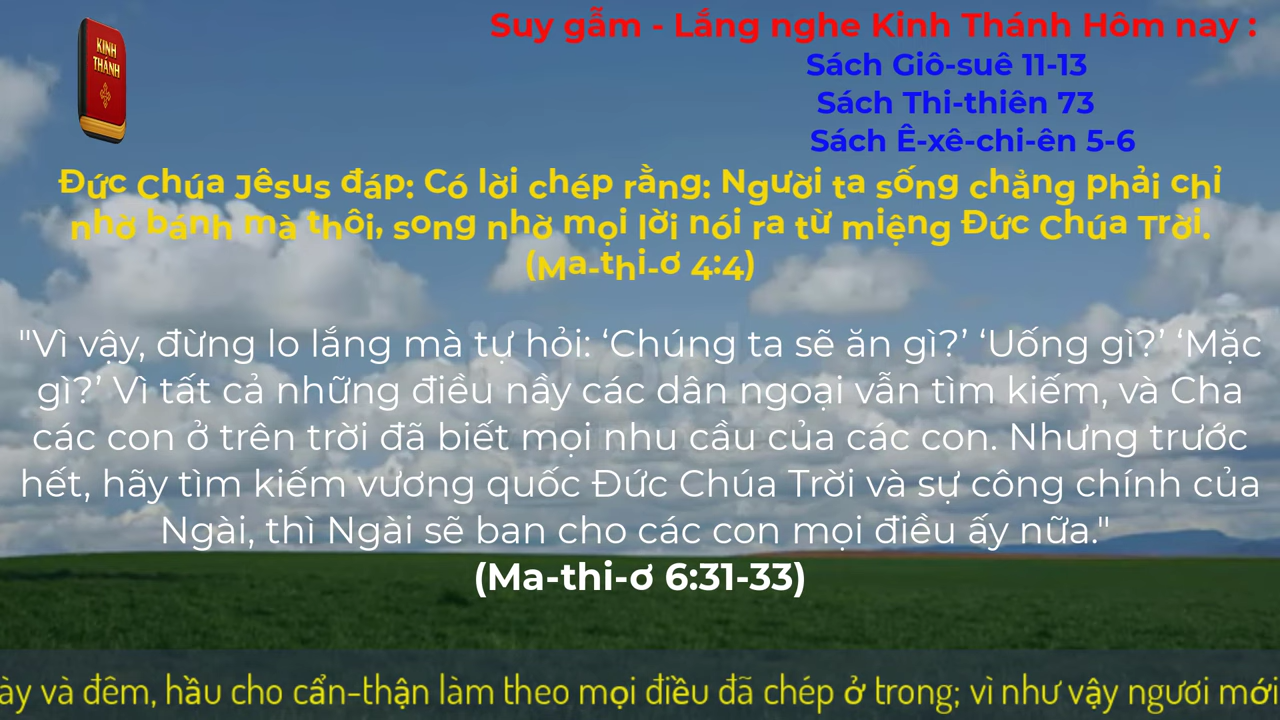 KINH
THÁNH
Suy gẫm - Lắng nghe Kinh Thánh Hôm nay :
Sách Giô-suê 11-13
Sách Thi-thiên 73
Sách Ê-xê-chi-ên 5-6
Đức Chúa Jêsus đáp: Có lời chép rằng: Người ta sống chẳng phải chỉ
nhờ bánh mà thôi, song nhờ mọi lời nói ra từ miệng Đức Chúa Trời.
(Ma-thi-ơ 4:4)
"Vì vậy, đừng lo lắng mà tự hỏi: ‘Chúng ta sẽ ăn gì?’ ‘Uống gì?’ ‘Mặc
gì?’ Vì tất cả những điều nầy các dân ngoại vẫn tìm kiếm, và Cha
các con ở trên trời đã biết mọi nhu cầu của các con. Nhưng trước
hết, hãy tìm kiếm vương quốc Đức Chúa Trời và sự công chính của
Ngài, thì Ngài sẽ ban cho các con mọi điều ấy nữa."
(Ma-thi-ơ 6:31-33)
ày và đêm, hầu cho cẩn-thận làm theo mọi điều đã chép ở trong; vì như vậy ngươi mới